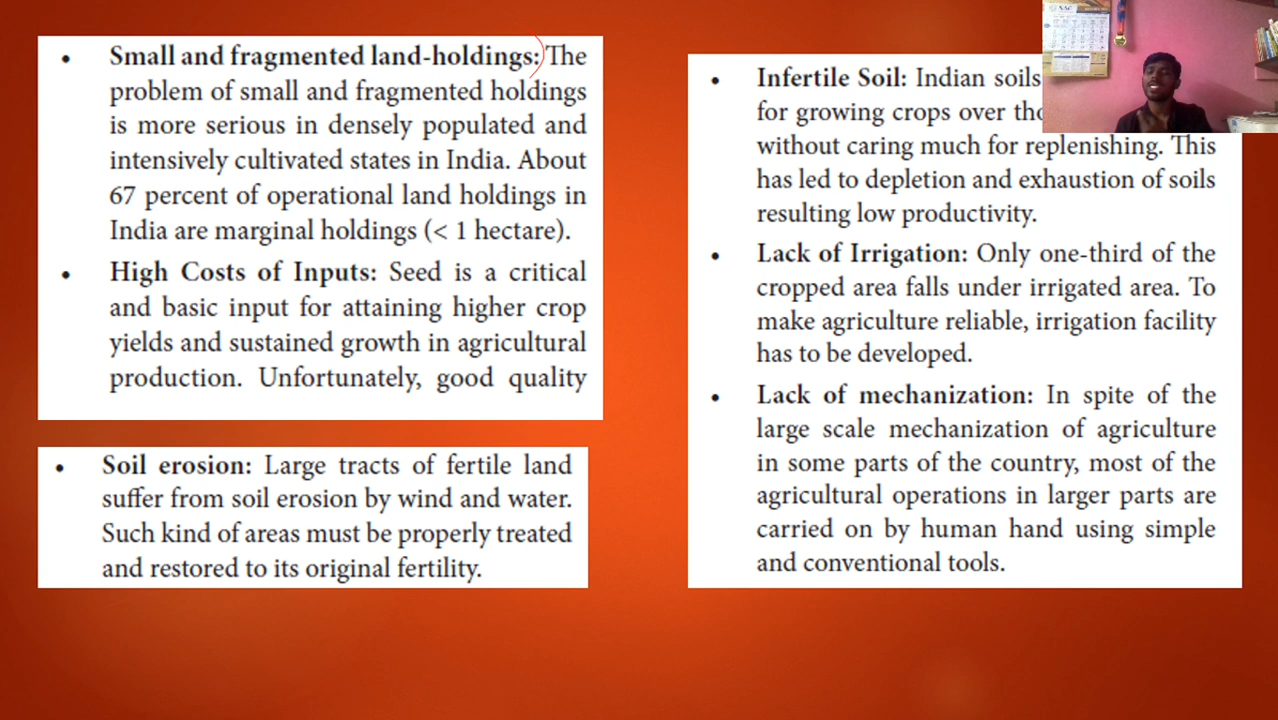 • Small and fragmented land-holdings: The
problem of small and fragmented holdings
is more serious in densely populated and
intensively cultivated states in India. About
67 percent of operational land holdings in
India are marginal holdings (< 1 hectare).
• High Costs of Inputs: Seed is a critical
and basic input for attaining higher crop
yields and sustained growth in agricultural
production. Unfortunately, good quality
• Soil erosion: Large tracts of fertile land
suffer from soil erosion by wind and water.
Such kind of areas must be properly treated
and restored to its original fertility.
• Infertile Soil: Indian soils
for growing crops over
without caring much for replenishing. This
has led to depletion and exhaustion of soils
resulting low productivity.
• Lack of Irrigation: Only one-third of the
cropped area falls under irrigated area. To
make agriculture reliable, irrigation facility
has to be developed.
• Lack of mechanization: In spite of the
large scale mechanization of agriculture
in some parts of the country, most of the
agricultural operations in larger parts are
carried on by human hand using simple
and conventional tools.